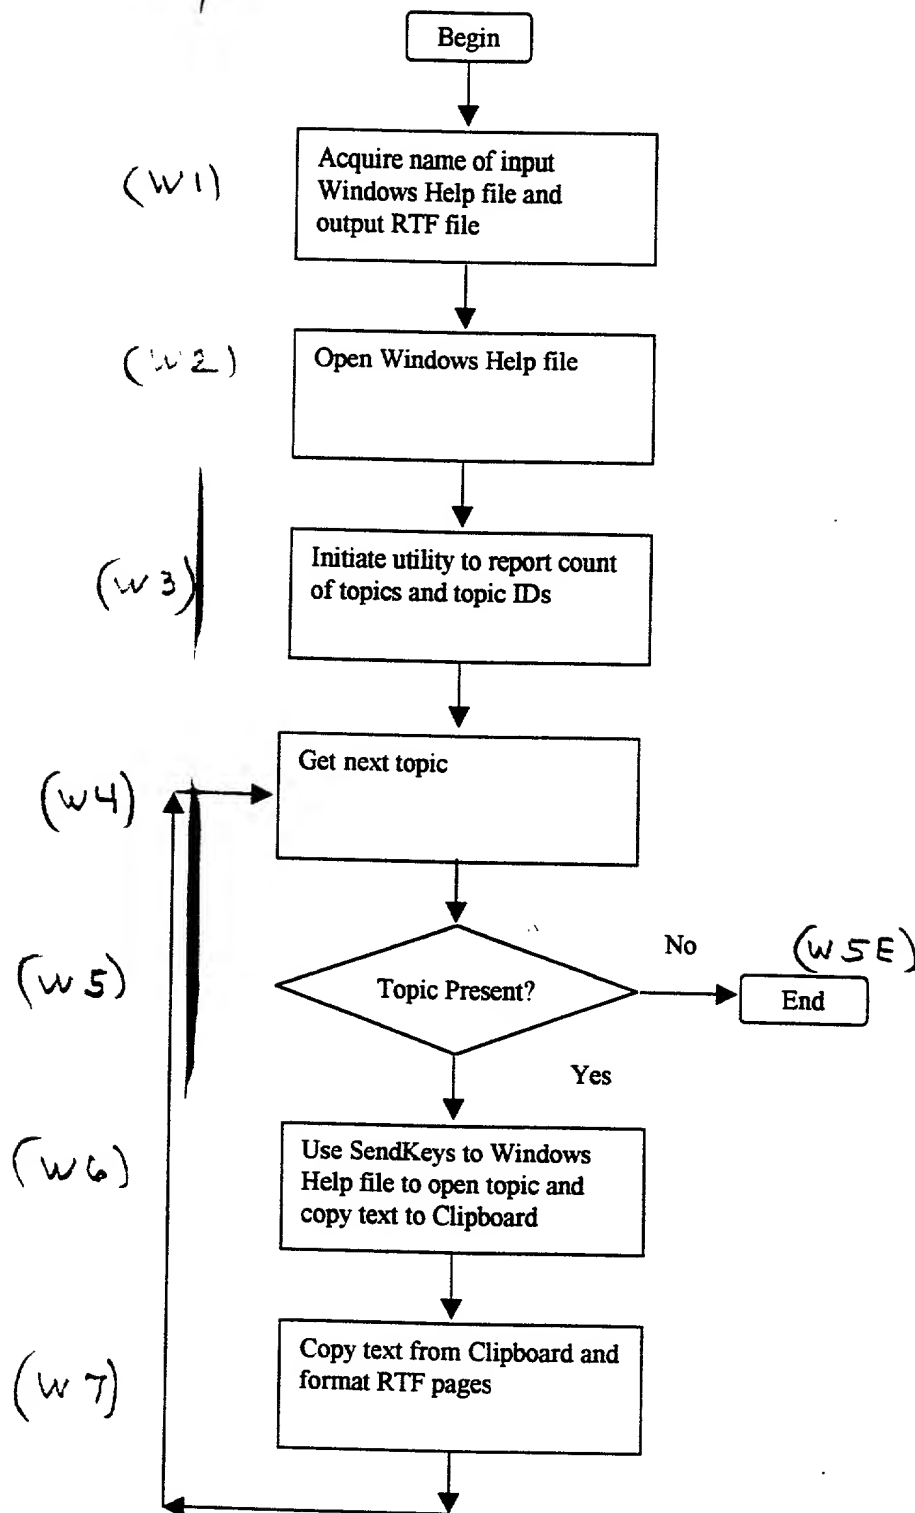 Begin
(W1)
Acquire name of input
Windows Help file and
output RTF file
(W2)
Open Windows Help file
(W3)
Initiate utility to report count
of topics and topic IDs
(W4)
Get next topic
(W5)
Topic Present?
No
(W5E)
End
Yes
(W6)
Use SendKeys to Windows
Help file to open topic and
copy text to Clipboard
(W7)
Copy text from Clipboard and
format RTF pages